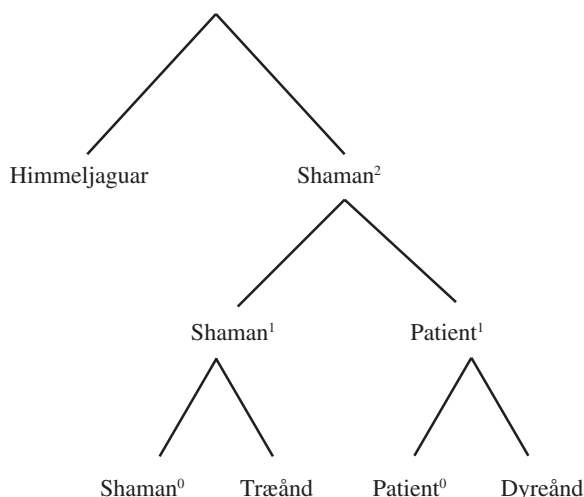 Himmeljaguar Shaman²
Shaman¹ Patient¹
Shaman⁰ Træånd Patient⁰ Dyreånd